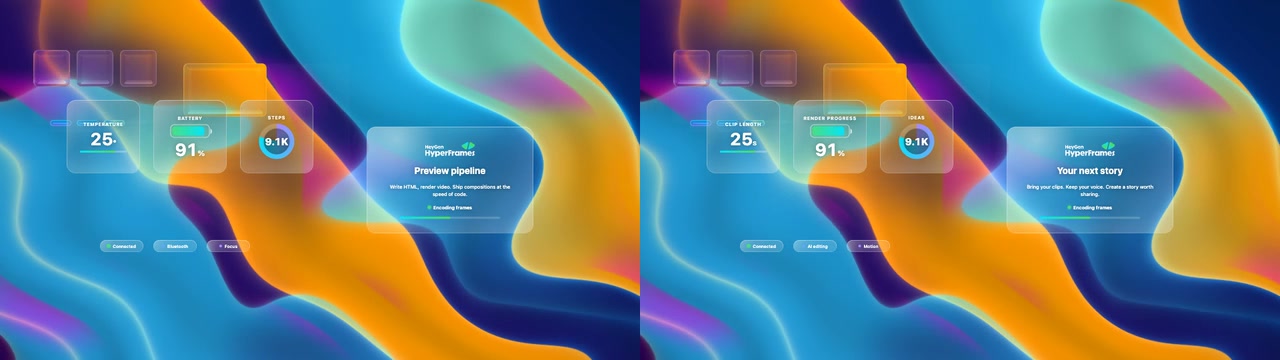 TEMPERATURE
25°
BATTERY
91%
STEPS
9.1K
HeyGen
HyperFrames
Preview pipeline
Write HTML, render video. Ship compositions at the
speed of code.
Encoding frames
Connected
Bluetooth
Focus
CLIP LENGTH
25s
RENDER PROGRESS
91%
IDEAS
9.1K
HeyGen
HyperFrames
Your next story
Bring your clips. Keep your voice. Create a story worth
sharing.
Encoding frames
Connected
AI editing
Motion